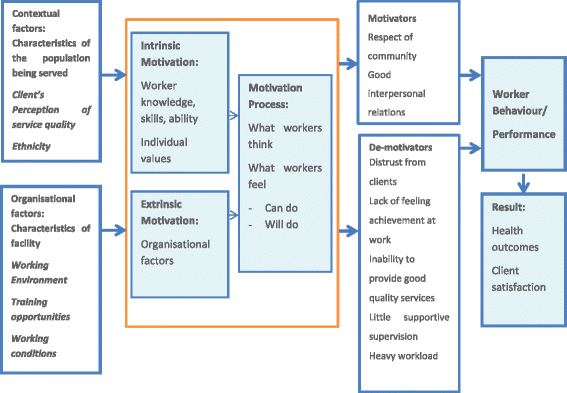 Contextual
factors:
Characteristics of
the population
being served
Client's
Perception of
service quality
Ethnicity
Organisational
factors:
Characteristics of
facility
Working
Environment
Training
opportunities
Working
conditions
Intrinsic
Motivation:
Worker
knowledge,
skills, ability
Individual
values
Extrinsic
Motivation:
Organisational
factors
Motivation
Process:
What workers
think
What workers
feel
- Can do
- Will do
Motivators
Respect of
community
Good
interpersonal
relations
De-motivators
Distrust from
clients
Lack of feeling
achievement at
work
Inability to
provide good
quality services
Little supportive
supervision
Heavy workload
Worker
Behaviour/
Performance
Result:
Health
outcomes
Client
satisfaction